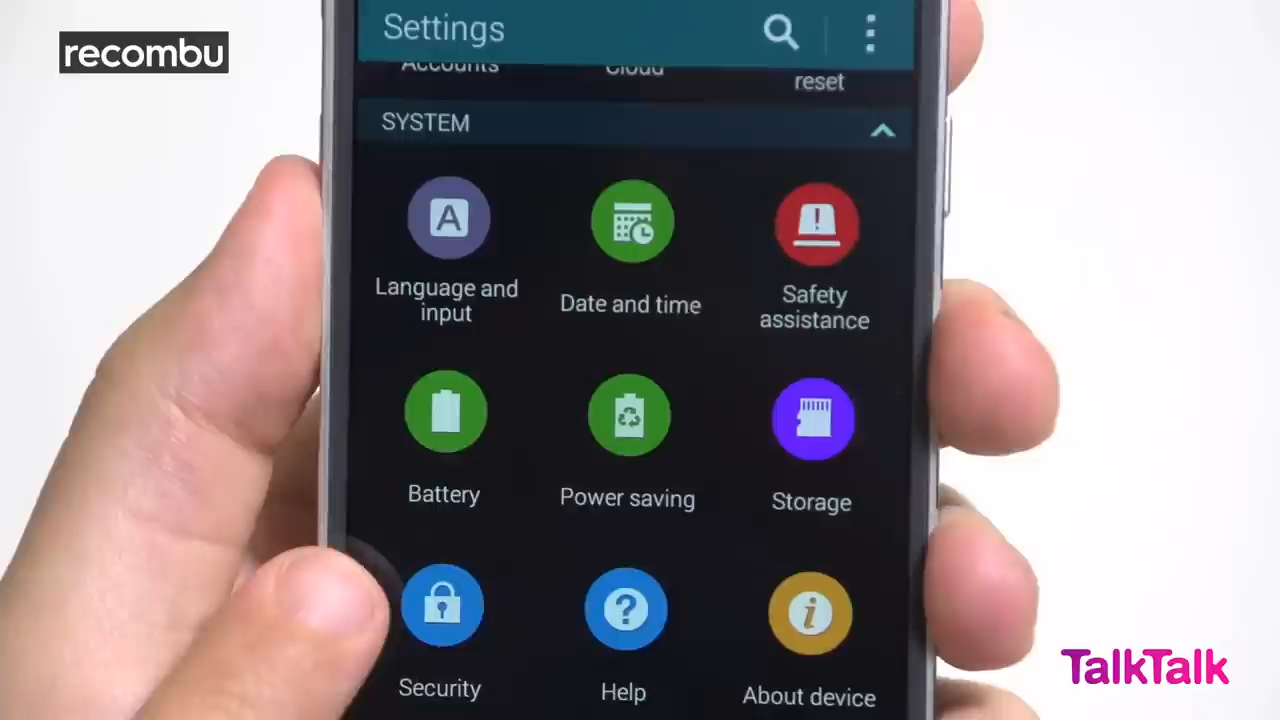 recombu
Settings
Accounts
Cloud
reset
SYSTEM
A
Language and
input
Date and time
Safety
assistance
Battery
Power saving
Storage
Security
?
Help
i
About device
TalkTalk